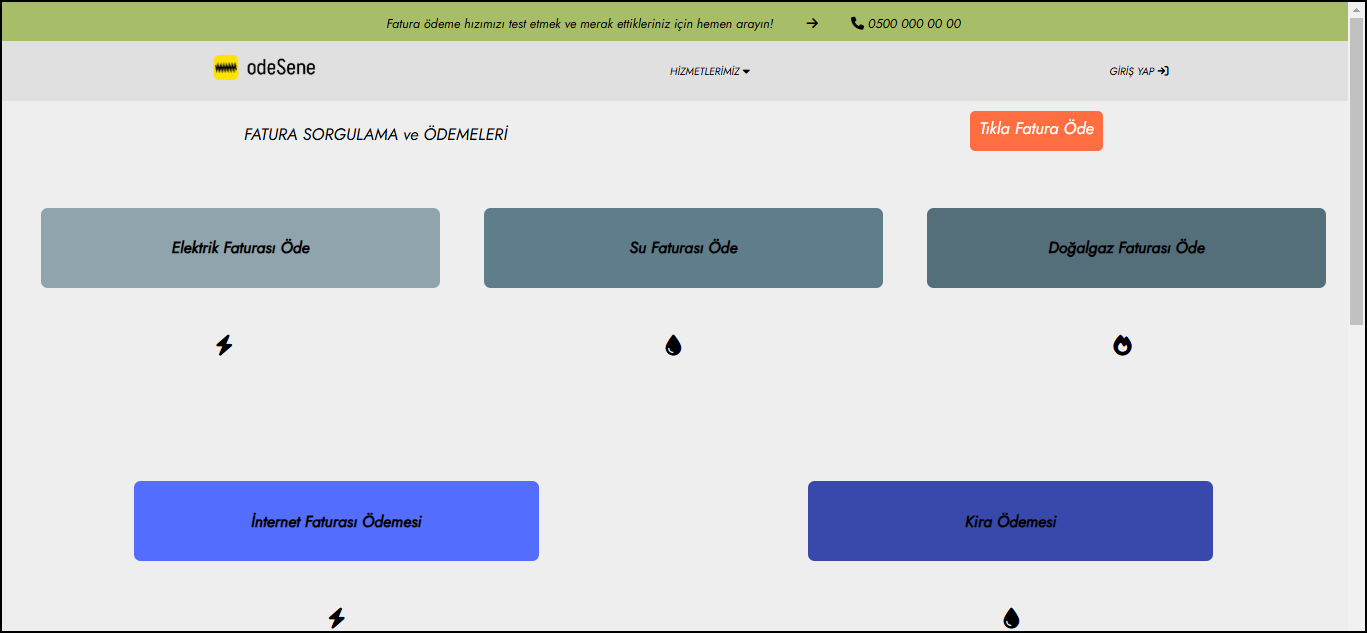 Fatura ödeme hızımızı test etmek ve merak ettikleriniz için hemen arayın! 0500 000 00 00
odeSene HİZMETLERİMİZ GİRİŞ YAP
FATURA SORGULAMA ve ÖDEMELERİ Tıkla Fatura Öde
Elektrik Faturası Öde Su Faturası Öde Doğalgaz Faturası Öde
İnternet Faturası Ödemesi Kira Ödemesi